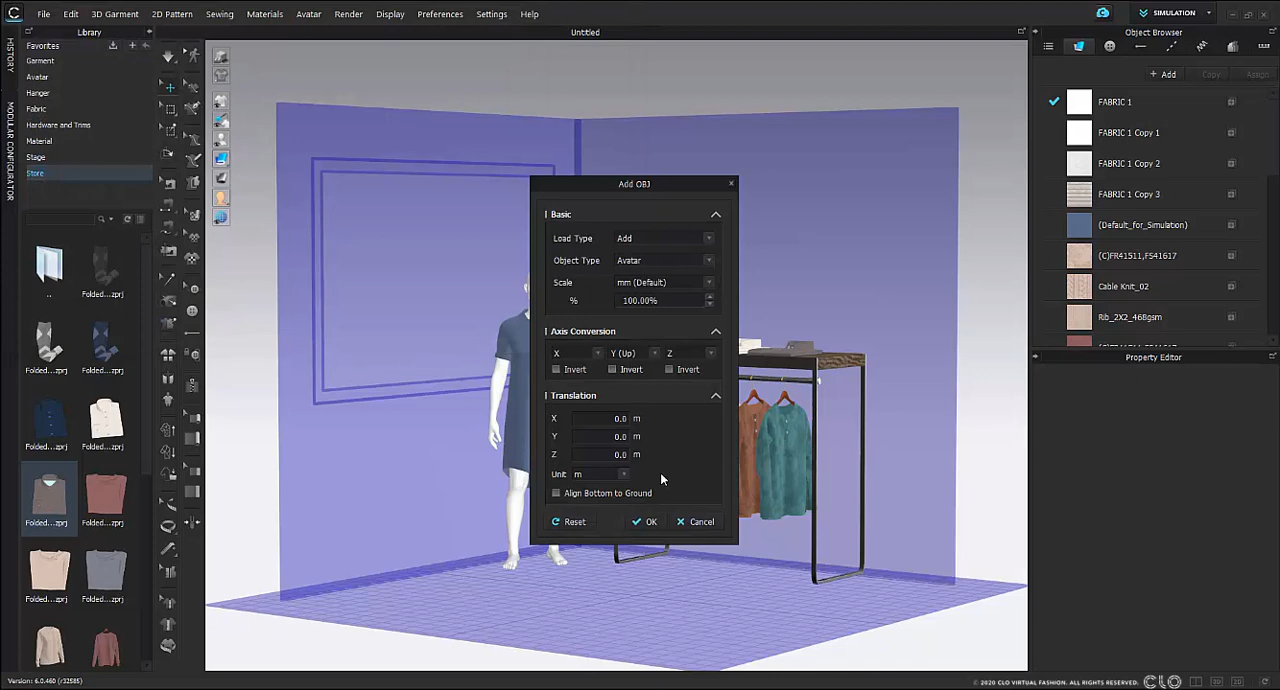 C File Edit 3D Garment 2D Pattern Sewing Materials Avatar Render Display Preferences Settings Help
SIMULATION
Library
Untitled
Object Browser
HISTORY
MODULAR CONFIGURATOR
Favorites
Garment
Avatar
Hanger
Fabric
Hardware and Trims
Material
Stage
Store
..
Folded....zprj
Folded....zprj Folded....zprj
Folded....zprj Folded....zprj
Folded....zprj Folded....zprj
Folded....zprj Folded....zprj
Add OBJ
Basic
Load Type Add
Object Type Avatar
Scale mm (Default)
% 100.00%
Axis Conversion
X Y (Up) Z
Invert Invert Invert
Translation
X 0.0 m
Y 0.0 m
Z 0.0 m
Unit m
Align Bottom to Ground
Reset OK Cancel
+ Add Copy Assign
FABRIC 1
FABRIC 1 Copy 1
FABRIC 1 Copy 2
FABRIC 1 Copy 3
(Default_for_Simulation)
(C)FR41511,F541617
Cable Knit_02
Rib_2X2_468gsm
Property Editor
Version: 6.0.460 (r32585)
© 2020 CLO VIRTUAL FASHION. ALL RIGHTS RESERVED. CLO
3D 2D